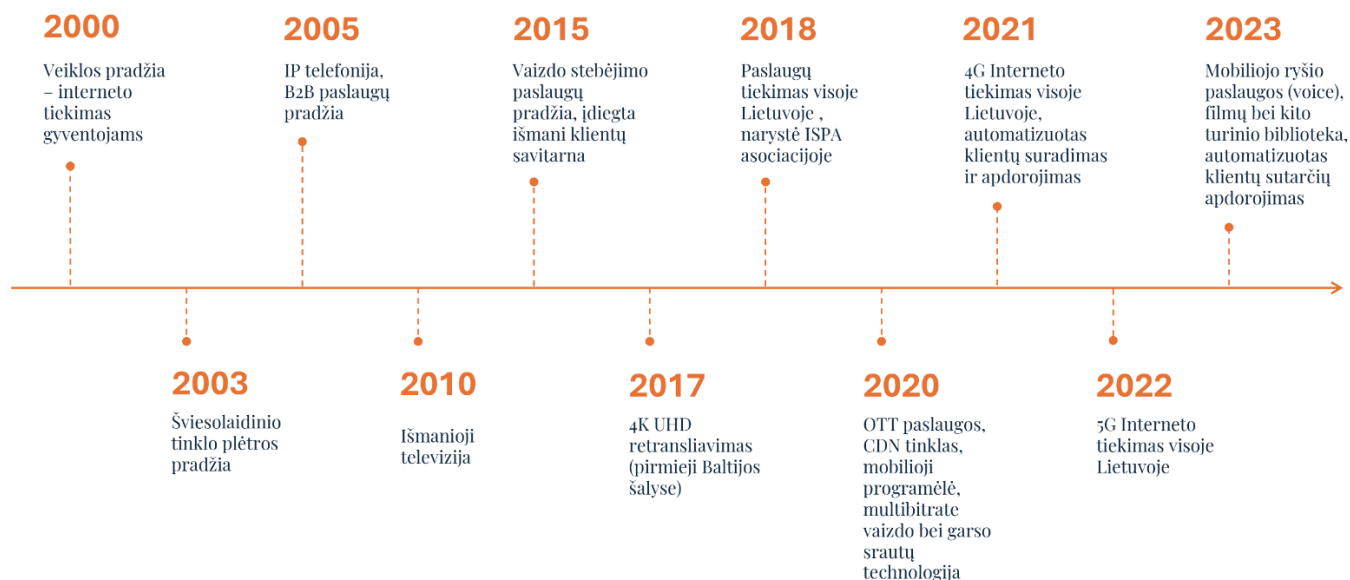 2000
Veiklos pradžia
– interneto
tiekimas
gyventojams
2003
Šviesolaidinio
tinklo plėtros
pradžia
2005
IP telefonija,
B2B paslaugų
pradžia
2010
Išmanioji
televizija
2015
Vaizdo stebėjimo
paslaugų
pradžia, įdiegta
išmani klientų
savitarna
2017
4K UHD
retransliavimas
(pirmieji Baltijos
šalyse)
2018
Paslaugų
tiekimas visoje
Lietuvoje ,
narystė ISPA
asociacijoje
2020
OTT paslaugos,
CDN tinklas,
mobilioji
programėlė,
multibitrate
vaizdo bei garso
srautų
technologija
2021
4G Interneto
tiekimas visoje
Lietuvoje,
automatizuotas
klientų suradimas
ir apdorojimas
2022
5G Interneto
tiekimas visoje
Lietuvoje
2023
Mobiliojo ryšio
paslaugos (voice),
filmų bei kito
turinio biblioteka,
automatizuotas
klientų sutarčių
apdorojimas